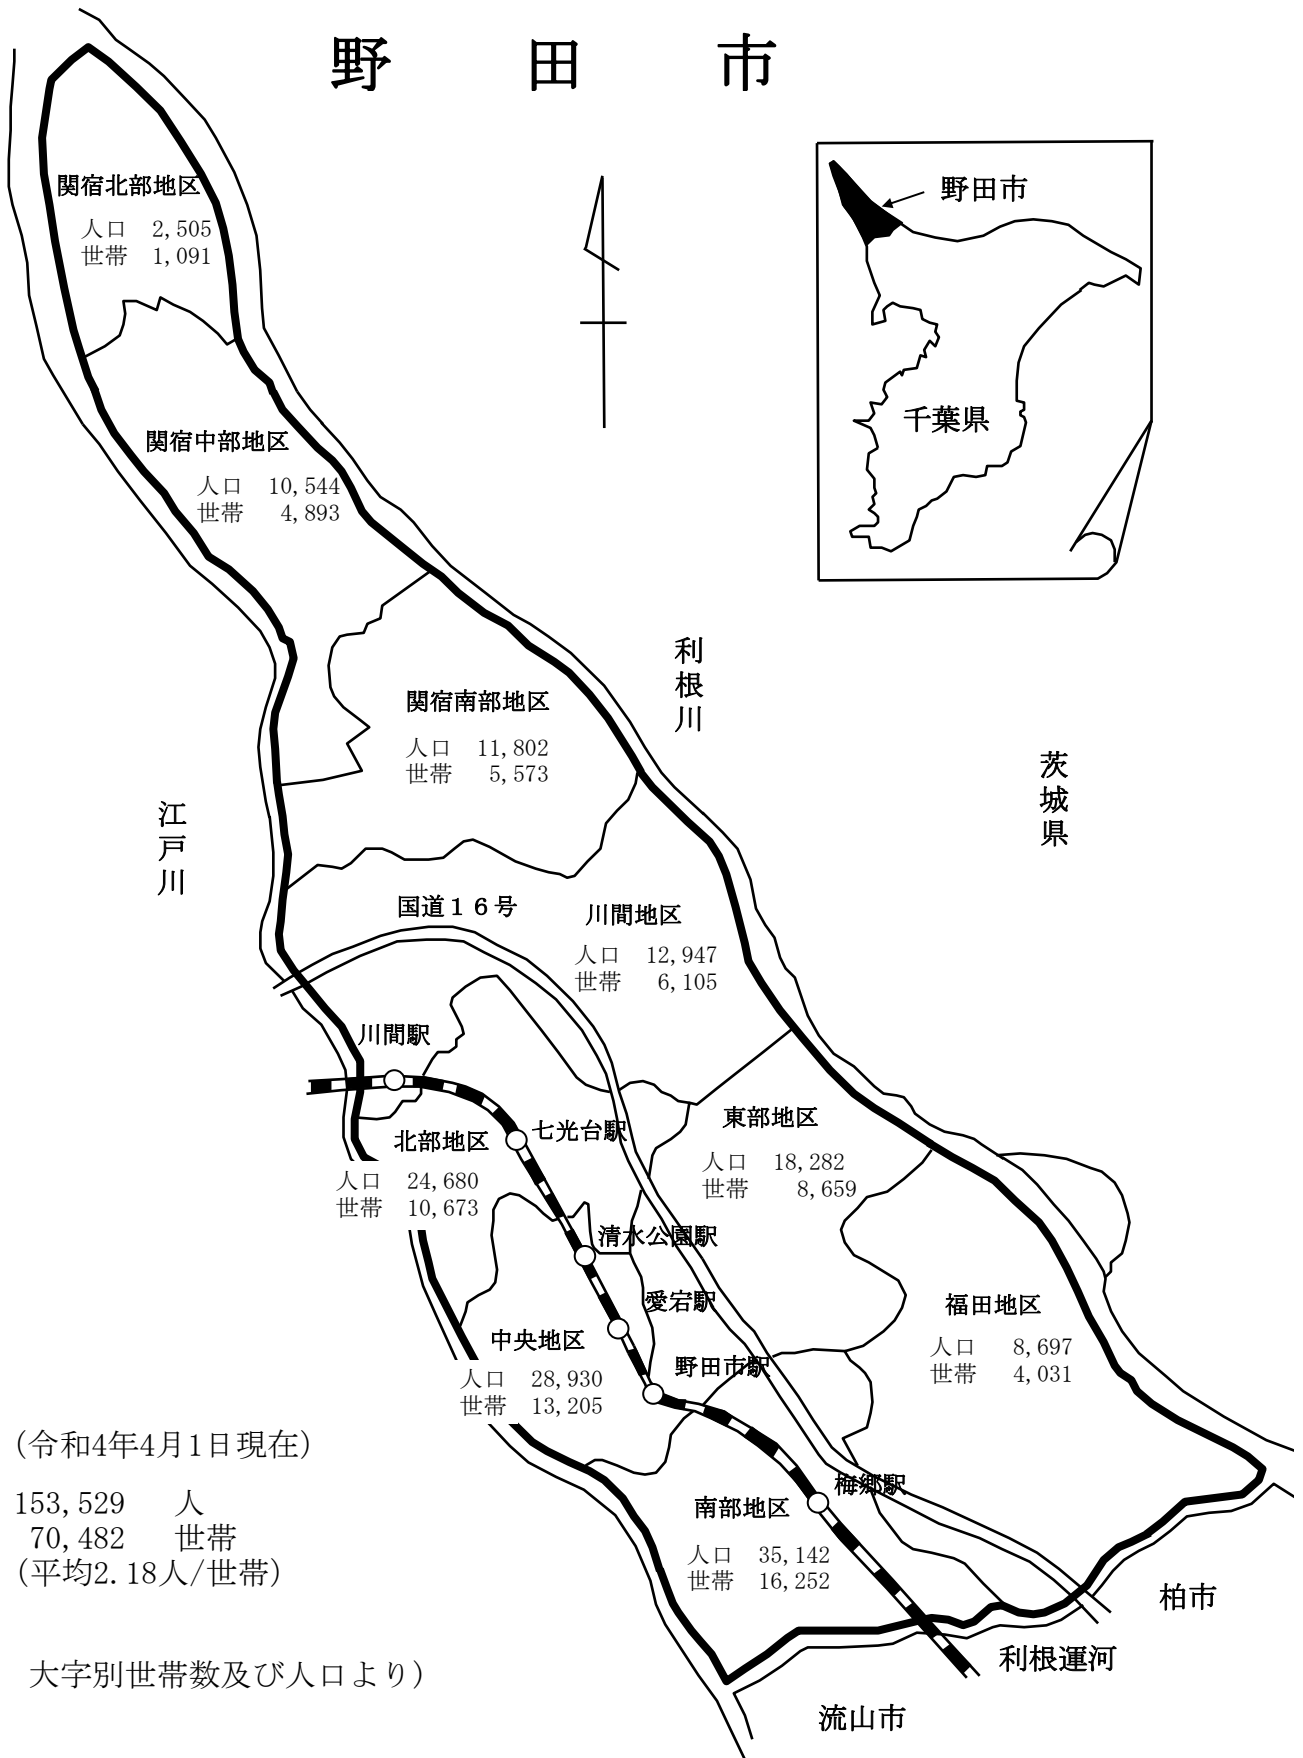 野田市
野田市
千葉県
関宿北部地区
人口 2,505
世帯 1,091
関宿中部地区
人口 10,544
世帯 4,893
利根川
関宿南部地区
人口 11,802
世帯 5,573
茨城県
江戸川
国道１６号
川間地区
人口 12,947
世帯 6,105
川間駅
七光台駅
東部地区
人口 18,282
世帯 8,659
北部地区
人口 24,680
世帯 10,673
清水公園駅
愛宕駅
福田地区
人口 8,697
世帯 4,031
中央地区
人口 28,930
世帯 13,205
野田市駅
(令和4年4月1日現在)
153,529 人
70,482 世帯
(平均2.18人/世帯)
梅郷駅
南部地区
人口 35,142
世帯 16,252
柏市
利根運河
大字別世帯数及び人口より)
流山市